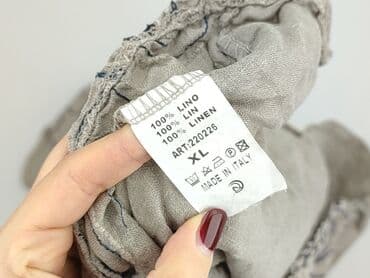 100% LINO
100% LIN
100% LINEN
ART:220226
XL
MADE IN ITALY